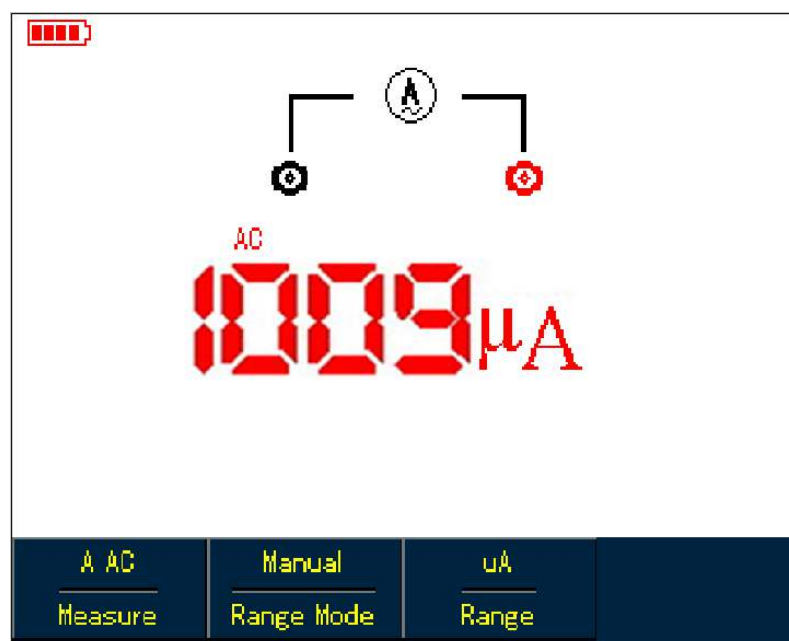 A
AC
1009μA
A AC
Manual
uA
Measure
Range Mode
Range